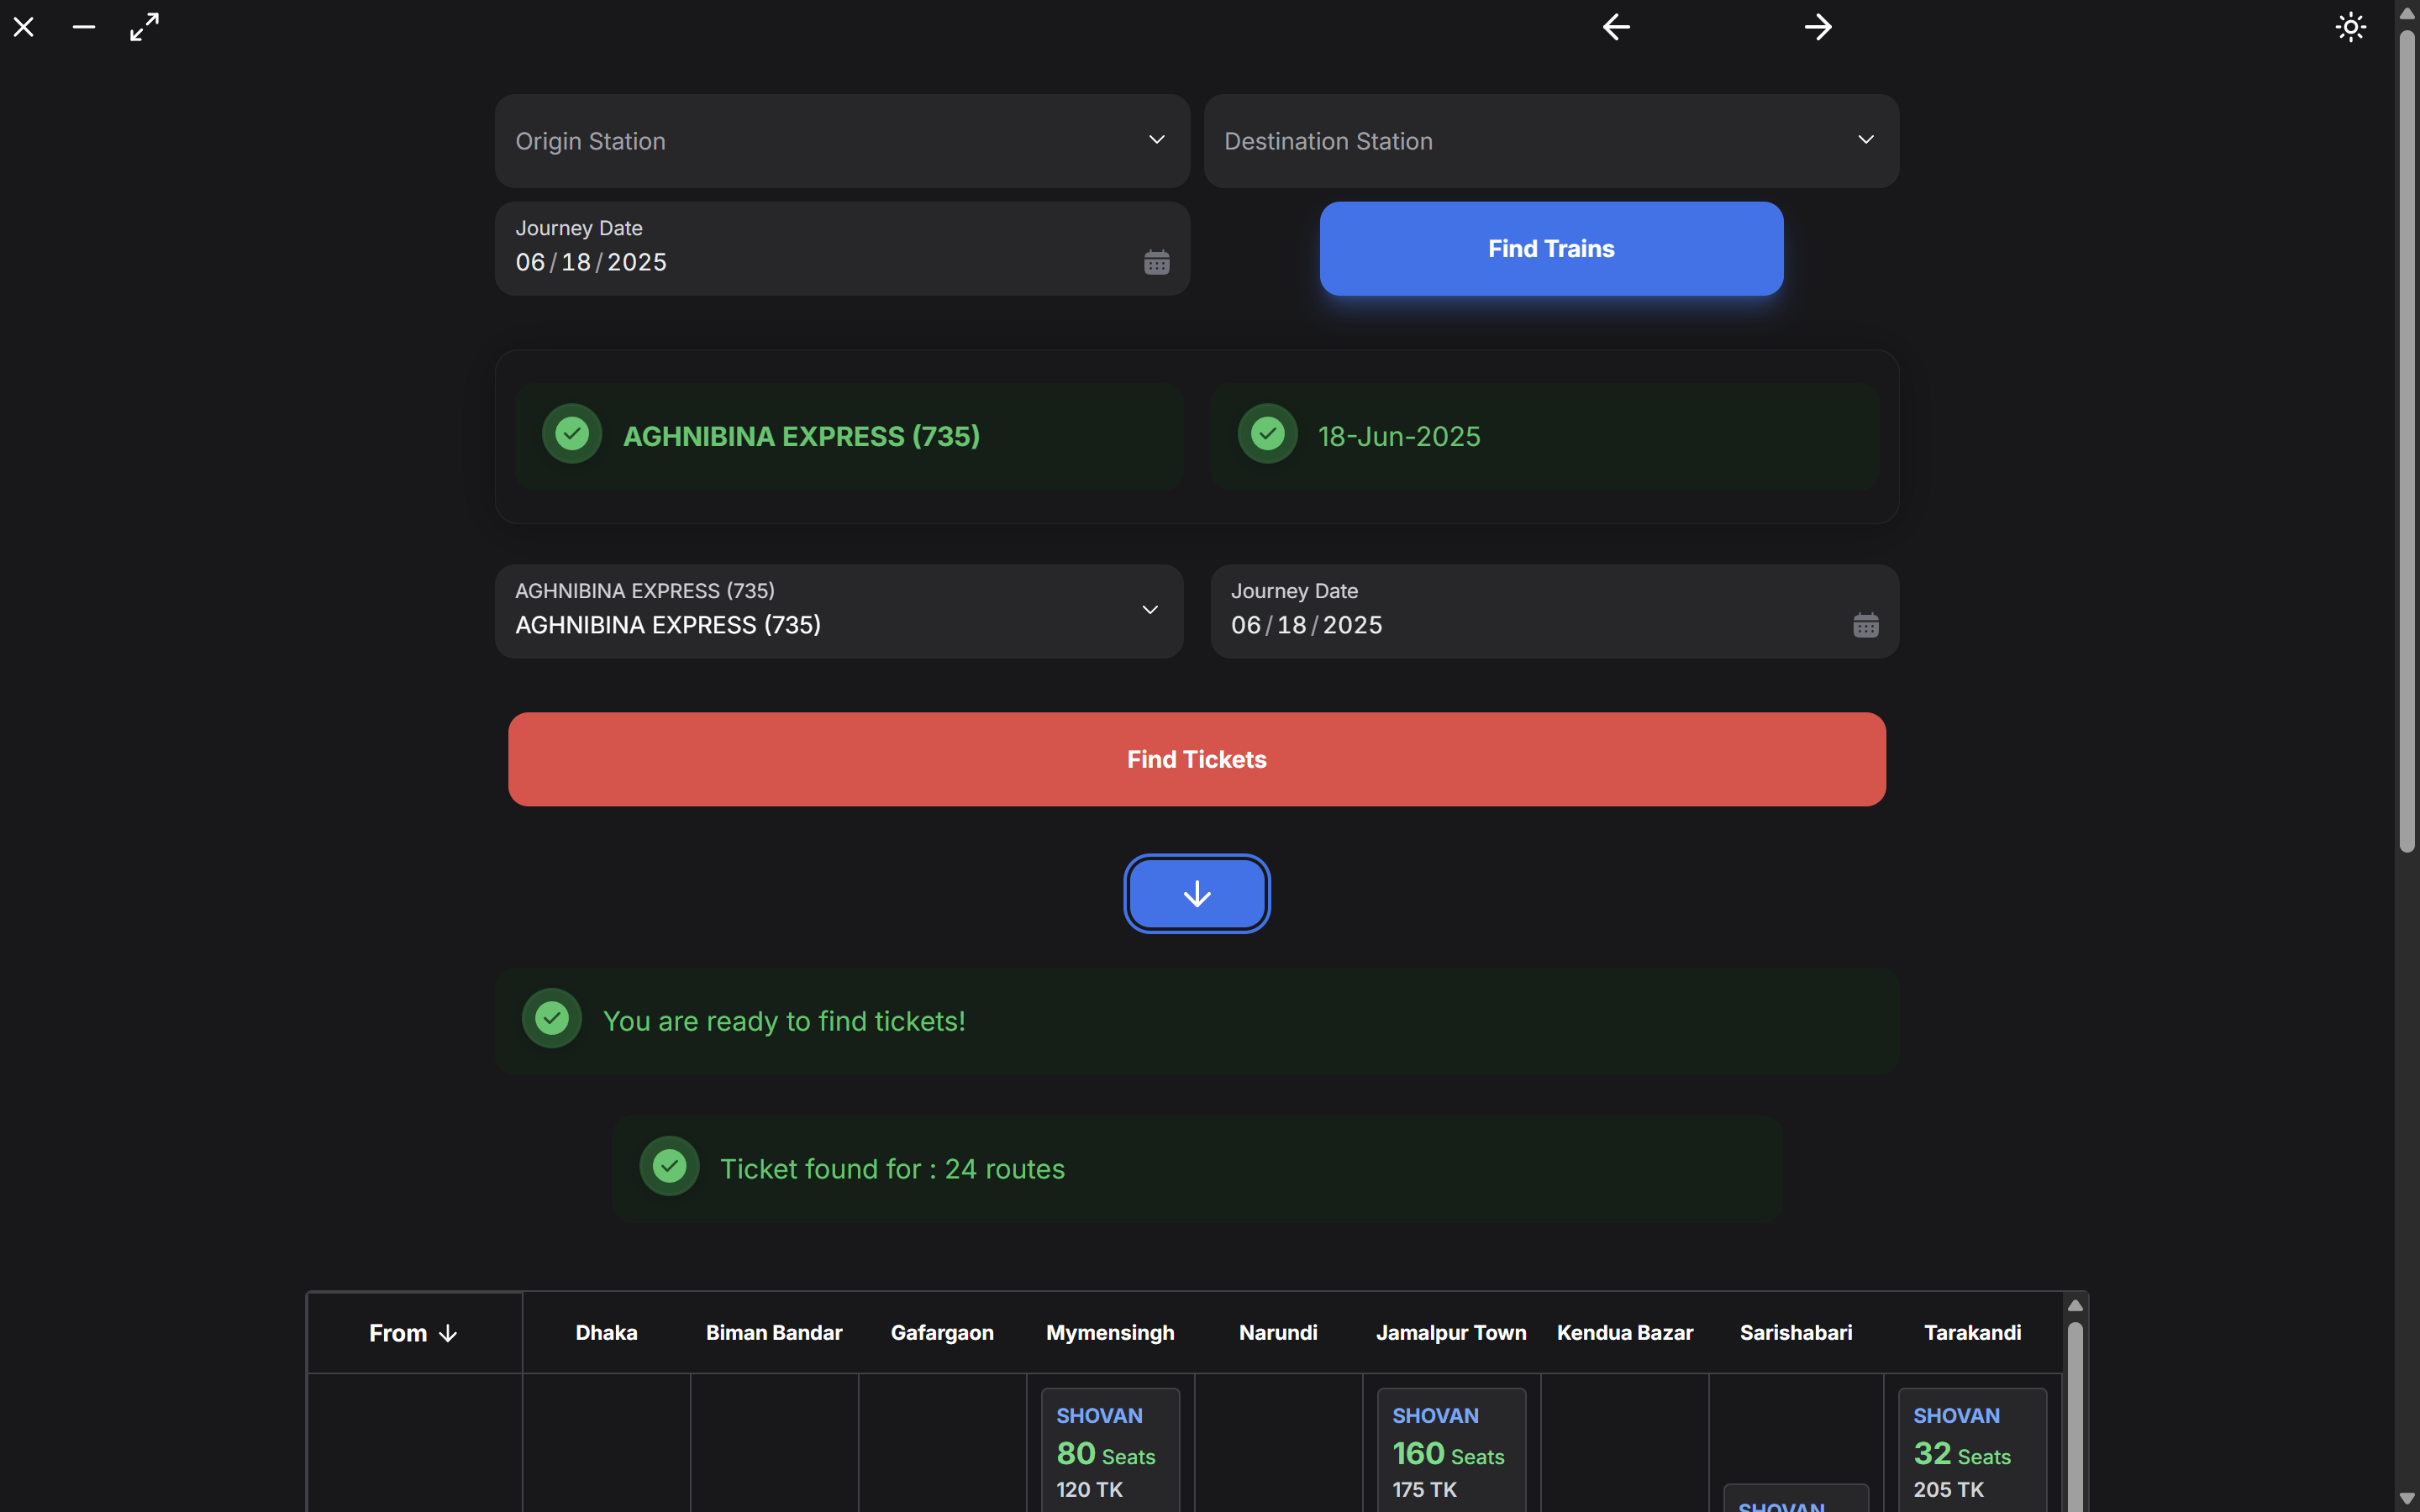 Origin Station
Destination Station
Journey Date
06/18/2025
Find Trains
AGHNIBINA EXPRESS (735)
18-Jun-2025
AGHNIBINA EXPRESS (735)
AGHNIBINA EXPRESS (735)
Journey Date
06/18/2025
Find Tickets
You are ready to find tickets!
Ticket found for : 24 routes
From Dhaka Biman Bandar Gafargaon Mymensingh Narundi Jamalpur Town Kendua Bazar Sarishabari Tarakandi
SHOVAN
80 Seats
120 TK
SHOVAN
160 Seats
175 TK
SHOVAN
SHOVAN
32 Seats
205 TK